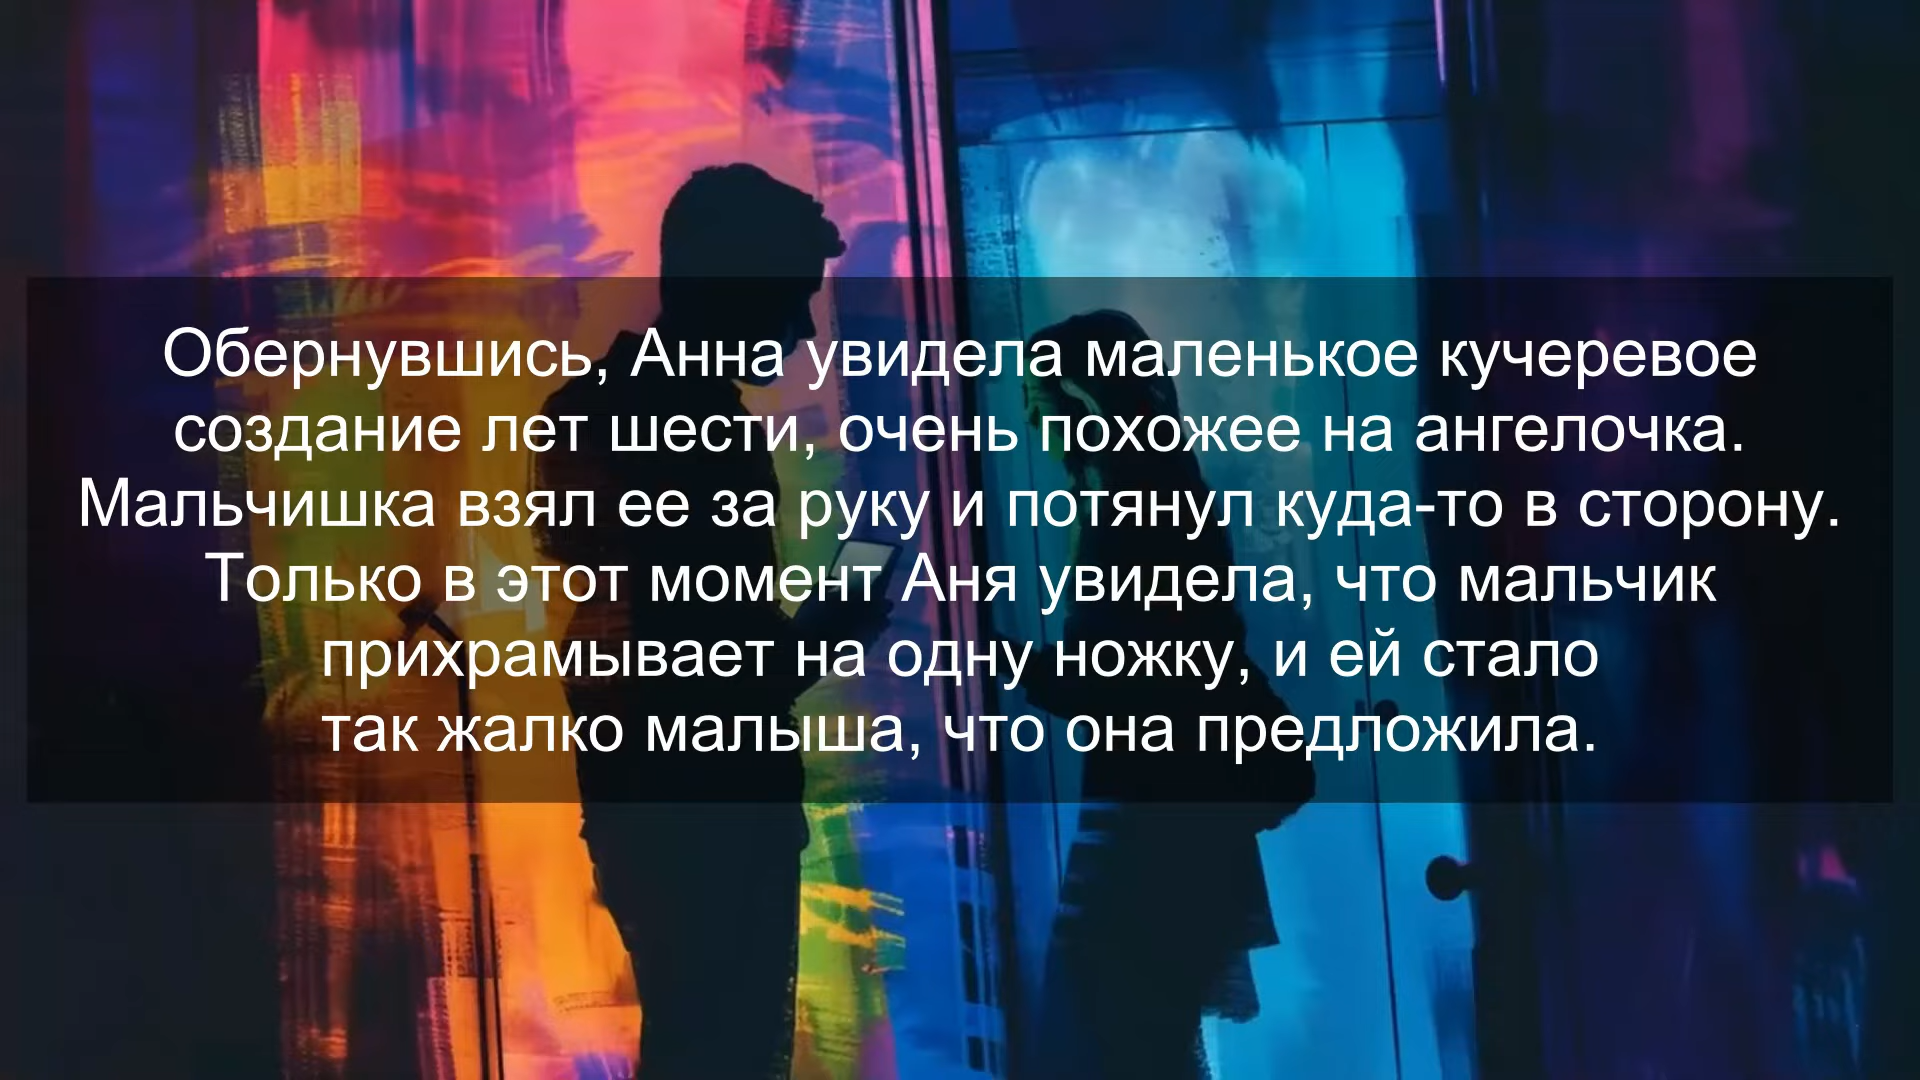 Обернувшись, Анна увидела маленькое кучеревое
создание лет шести, очень похожее на ангелочка.
Мальчишка взял ее за руку и потянул куда-то в сторону.
Только в этот момент Аня увидела, что мальчик
прихрамывает на одну ножку, и ей стало
так жалко малыша, что она предложила.